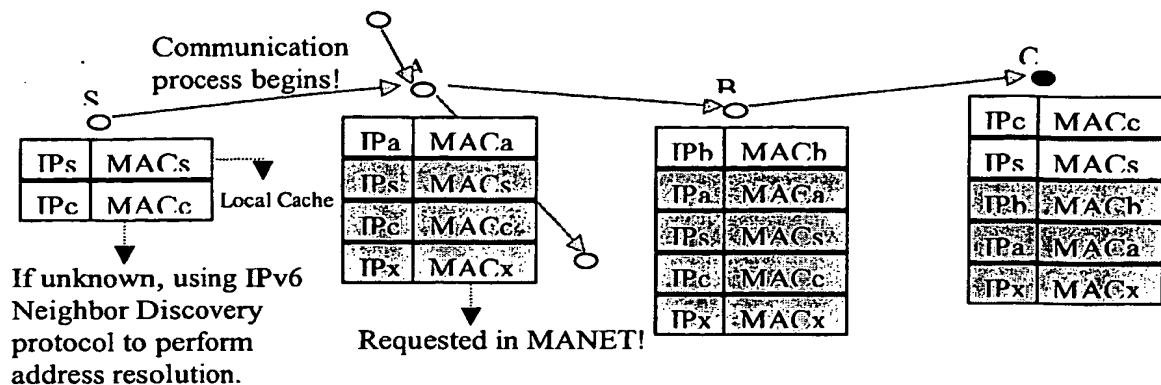 Communication
process begins!
S
A
B
C
IPs MACs
IPc MACc
Local Cache
If unknown, using IPv6
Neighbor Discovery
protocol to perform
address resolution.
IPa MACa
IPs MACs
IPc MACc
IPx MACx
Requested in MANET!
IPb MACb
IPa MACa
IPs MACs
IPc MACc
IPx MACx
IPc MACc
IPs MACs
IPb MACb
IPa MACa
IPx MACx